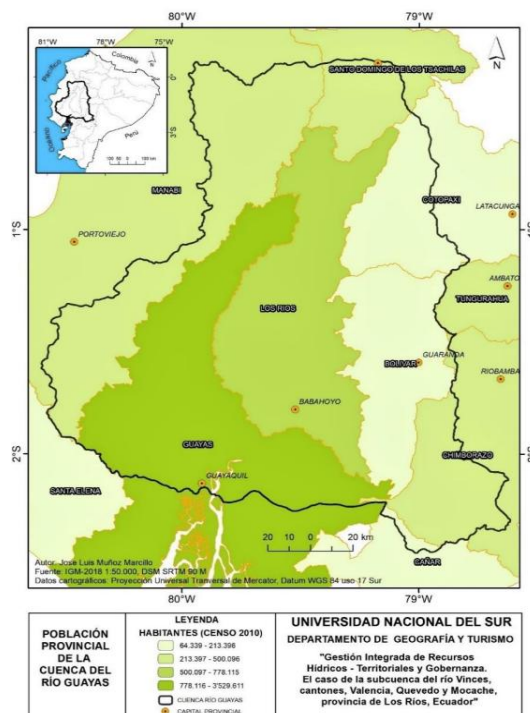 80°W 79°W
81°W 78°W 75°W
Colombia
Pacífico
Océano
Perú
0°
3°S
100 50 0 100 km
N
SANTO DOMINGO DE LOS TSACHILAS
MANABI
COTOPAXI
LATACUNGA
1°S
PORTOVIEJO
AMBATO
TUNGURAHUA
LOS RIOS
GUARANDA
BOLIVAR
RIOBAMBA
BABAHOYO
GUAYAS
CHIMBORAZO
2°S
GUAYAQUIL
SANTA ELENA
20 10 0 20 km
CAÑAR
Autor: José Luis Muñoz Marcillo
Fuente: IGM-2018 1:50.000, DSM SRTM 90 M
Datos cartográficos: Proyección Universal Tranversal de Mercator, Datum WGS 84 uso 17 Sur
80°W 79°W
POBLACIÓN
PROVINCIAL
DE LA
CUENCA DEL
RÍO GUAYAS
LEYENDA
HABITANTES (CENSO 2010)
64.339 - 213.396
213.397 - 500.096
500.097 - 778.115
778.116 - 3'529.611
CUENCA RÍO GUAYAS
CAPITAL PROVINCIAL
UNIVERSIDAD NACIONAL DEL SUR
DEPARTAMENTO DE GEOGRAFÍA Y TURISMO
"Gestión Integrada de Recursos
Hídricos - Territoriales y Gobernanza.
El caso de la subcuenca del río Vinces,
cantones, Valencia, Quevedo y Mocache,
provincia de Los Ríos, Ecuador"